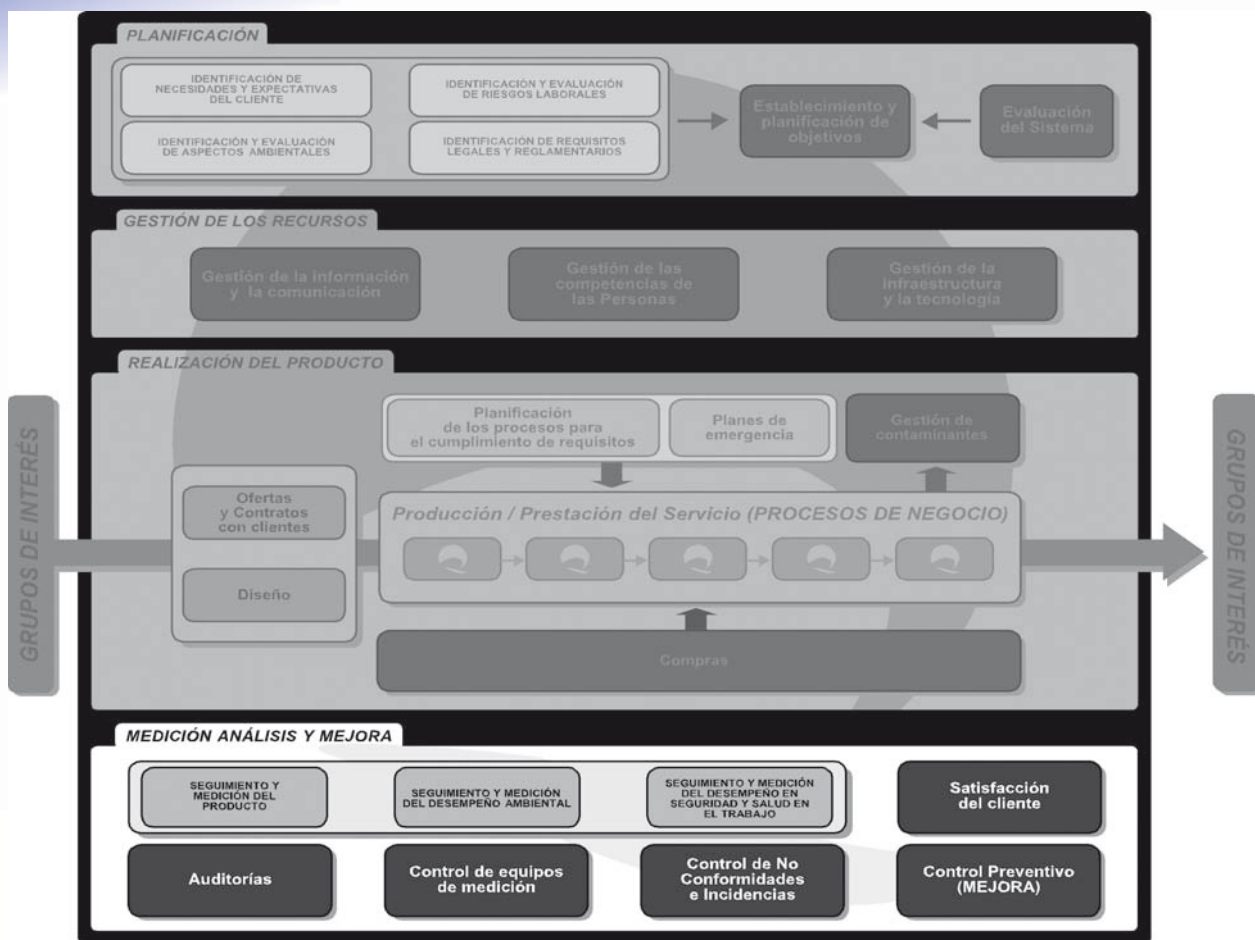 PLANIFICACIÓN
IDENTIFICACIÓN DE
NECESIDADES Y EXPECTATIVAS
DEL CLIENTE
IDENTIFICACIÓN Y EVALUACIÓN
DE RIESGOS LABORALES
IDENTIFICACIÓN Y EVALUACIÓN
DE ASPECTOS AMBIENTALES
IDENTIFICACIÓN DE REQUISITOS
LEGALES Y REGLAMENTARIOS
Establecimiento y
planificación de
objetivos
Evaluación
del Sistema
GESTIÓN DE LOS RECURSOS
Gestión de la información
y la comunicación
Gestión de las
competencias de
las Personas
Gestión de la
infraestructura
y la tecnología
REALIZACIÓN DEL PRODUCTO
GRUPOS DE INTERÉS
Planificación
de los procesos para
el cumplimiento de requisitos
Planes de
emergencia
Gestión de
contaminantes
Ofertas
y Contratos
con clientes
Diseño
Producción / Prestación del Servicio (PROCESOS DE NEGOCIO)
Compras
GRUPOS DE INTERÉS
MEDICIÓN ANÁLISIS Y MEJORA
SEGUIMIENTO Y
MEDICIÓN DEL
PRODUCTO
SEGUIMIENTO Y MEDICIÓN
DEL DESEMPEÑO AMBIENTAL
SEGUIMIENTO Y MEDICIÓN
DEL DESEMPEÑO EN
SEGURIDAD Y SALUD EN
EL TRABAJO
Satisfacción
del cliente
Auditorías
Control de equipos
de medición
Control de No
Conformidades
e Incidencias
Control Preventivo
(MEJORA)